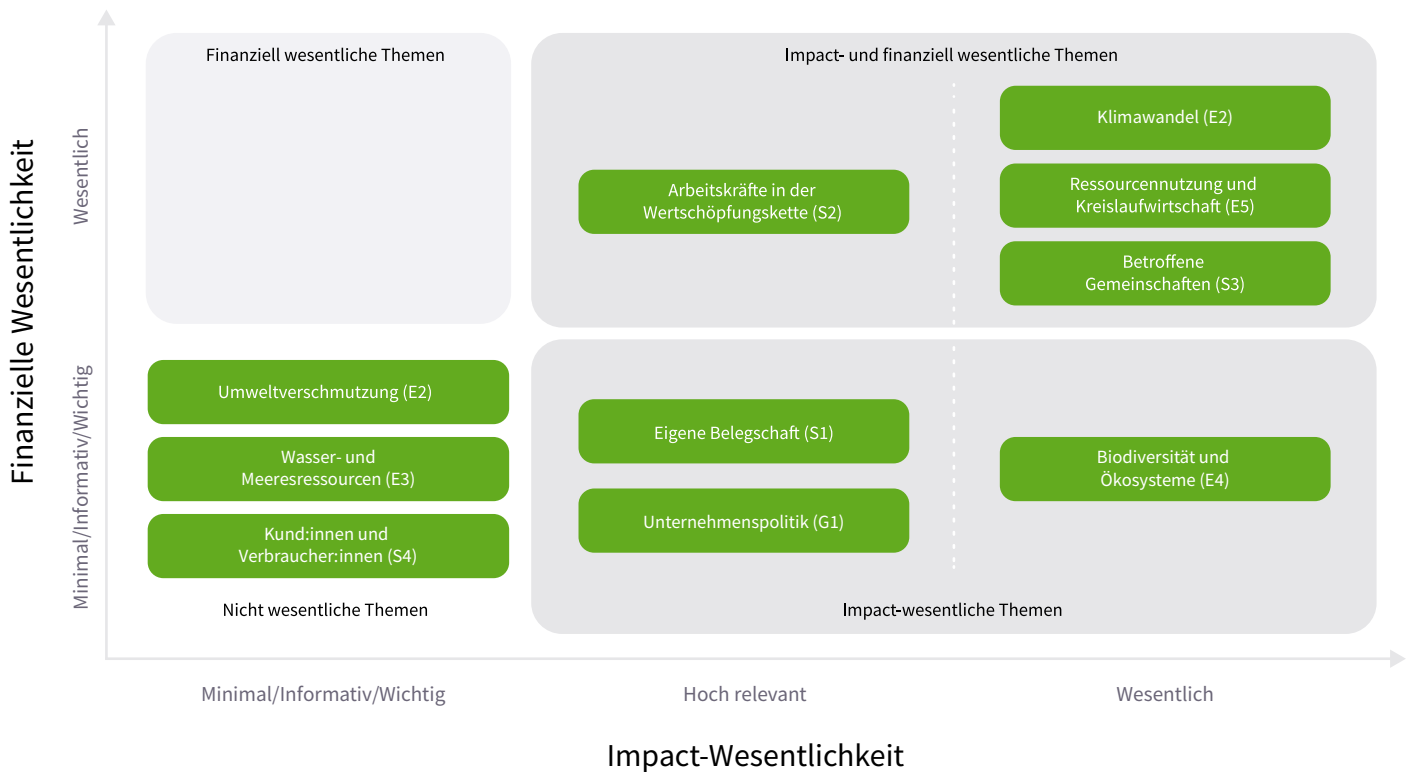 Finanzielle Wesentlichkeit
Wesentlich
Minimal/Informativ/Wichtig
Finanziell wesentliche Themen
Impact- und finanziell wesentliche Themen
Klimawandel (E2)
Arbeitskräfte in der
Wertschöpfungskette (S2)
Ressourcennutzung und
Kreislaufwirtschaft (E5)
Betroffene
Gemeinschaften (S3)
Umweltverschmutzung (E2)
Wasser- und
Meeresressourcen (E3)
Kund:innen und
Verbraucher:innen (S4)
Nicht wesentliche Themen
Eigene Belegschaft (S1)
Unternehmenspolitik (G1)
Biodiversität und
Ökosysteme (E4)
Impact-wesentliche Themen
Minimal/Informativ/Wichtig
Hoch relevant
Wesentlich
Impact-Wesentlichkeit